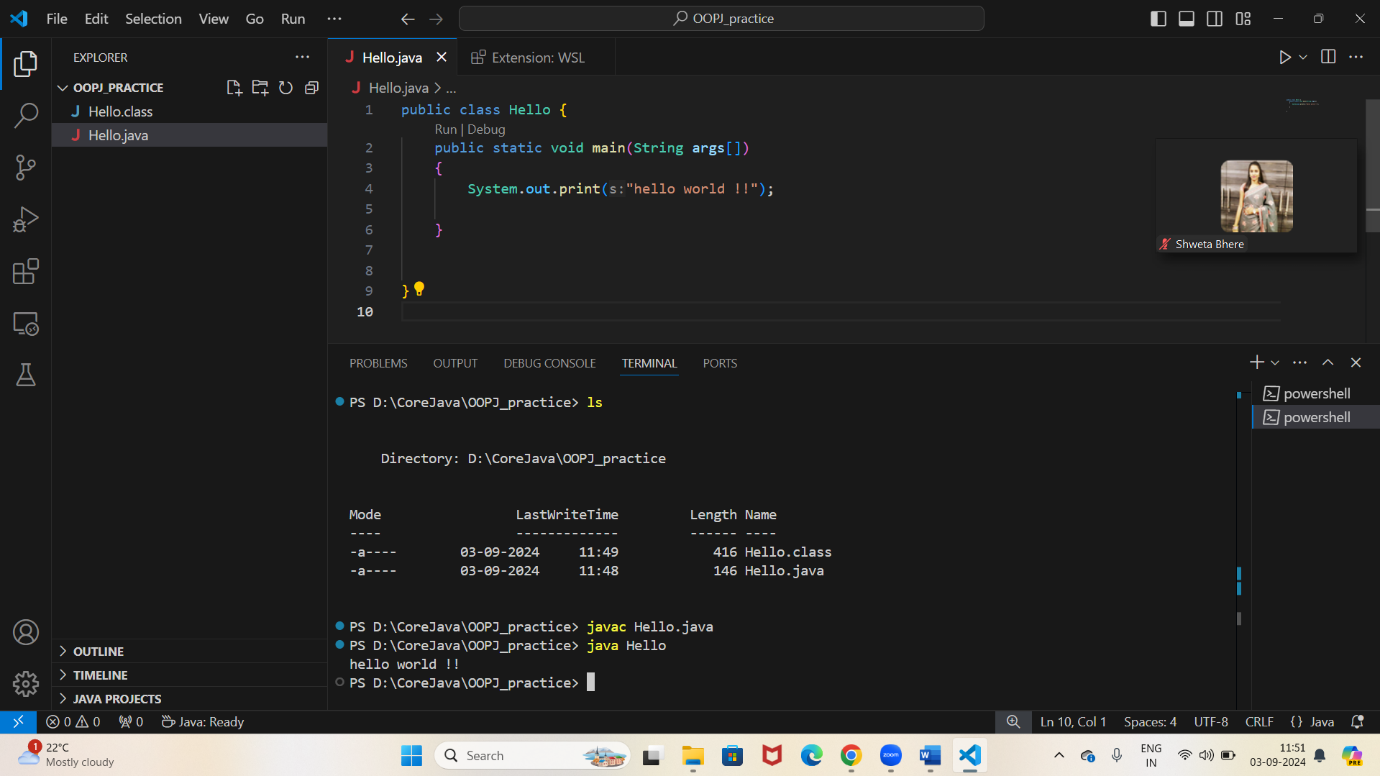 File Edit Selection View Go Run ··· OOPJ_practice
EXPLORER ···
OOPJ_PRACTICE
Hello.class
Hello.java
OUTLINE
TIMELINE
JAVA PROJECTS
J Hello.java Extension: WSL
J Hello.java > ...
1 public class Hello {
Run | Debug
2 public static void main(String args[])
3 {
4 System.out.print(s:"hello world !!");
5
6 }
7
8
9 }
10
Shweta Bhere
PROBLEMS OUTPUT DEBUG CONSOLE TERMINAL PORTS
PS D:\CoreJava\OOPJ_practice> ls
Directory: D:\CoreJava\OOPJ_practice
Mode LastWriteTime Length Name
---- ------------- ------ ----
-a---- 03-09-2024 11:49 416 Hello.class
-a---- 03-09-2024 11:48 146 Hello.java
PS D:\CoreJava\OOPJ_practice> javac Hello.java
PS D:\CoreJava\OOPJ_practice> java Hello
hello world !!
PS D:\CoreJava\OOPJ_practice>
powershell
powershell
0 0 0 Java: Ready Ln 10, Col 1 Spaces: 4 UTF-8 CRLF {} Java
1
22°C
Mostly cloudy
Search
zoom
W
PRE
ENG
IN
11:51
03-09-2024